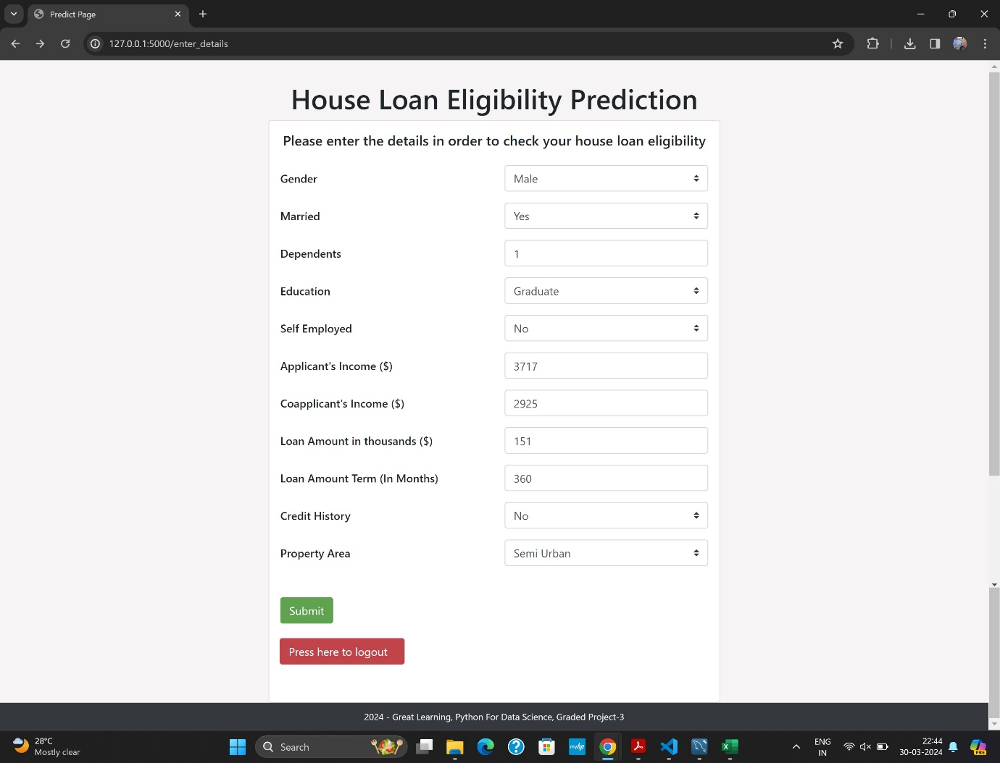 Predict Page
127.0.0.1:5000/enter_details
House Loan Eligibility Prediction
Please enter the details in order to check your house loan eligibility
Gender Male
Married Yes
Dependents 1
Education Graduate
Self Employed No
Applicant's Income ($) 3717
Coapplicant's Income ($) 2925
Loan Amount in thousands ($) 151
Loan Amount Term (In Months) 360
Credit History No
Property Area Semi Urban
Submit
Press here to logout
2024 - Great Learning, Python For Data Science, Graded Project-3
28°C
Mostly clear
Search
myhp
ENG
IN
22:44
30-03-2024
PRE